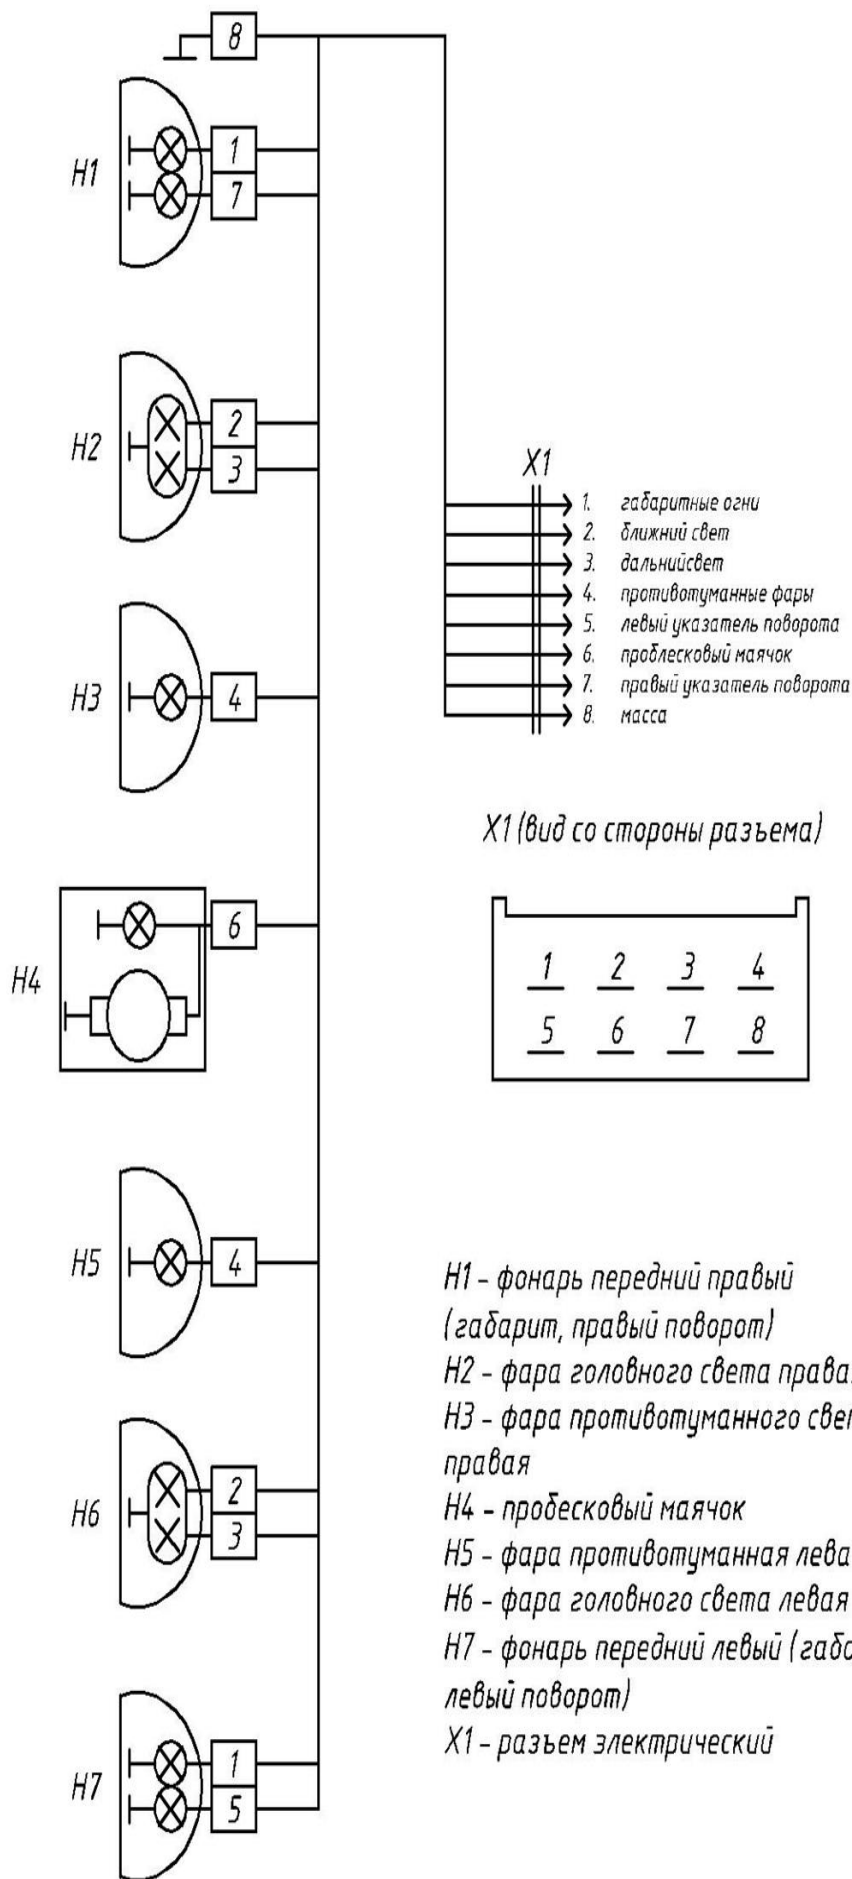 8
H1
1
7
H2
2
3
H3
4
H4
6
H5
4
H6
2
3
H7
1
5
X1
1. габаритные огни
2. ближний свет
3. дальнийсвет
4. противотуманные фары
5. левый указатель поворота
6. проблесковый маячок
7. правый указатель поворота
8. масса
X1 (вид со стороны разъема)
1 2 3 4
5 6 7 8
H1 - фонарь передний правый
(габарит, правый поворот)
H2 - фара головного света права
H3 - фара противотуманного све
правая
H4 - пробесковый маячок
H5 - фара противотуманная лева
H6 - фара головного света левая
H7 - фонарь передний левый (габа
левый поворот)
X1 - разъем электрический